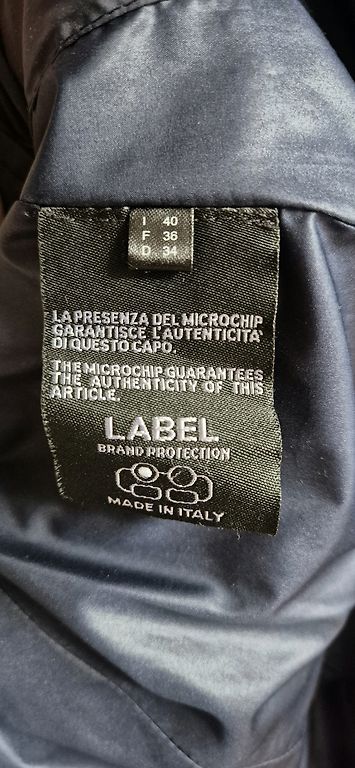 I 40
F 36
D 34
LA PRESENZA DEL MICROCHIP
GARANTISCE L'AUTENTICITA'
DI QUESTO CAPO.
THE MICROCHIP GUARANTEES
THE AUTHENTICITY OF THIS
ARTICLE.
LABEL
BRAND PROTECTION
MADE IN ITALY